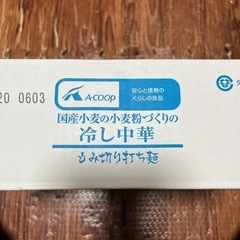 20 0603
A-COOP
安心と信頼の
くらしの良品
国産小麦の小麦粉づくりの
冷し中華
もみ切り打ち麺